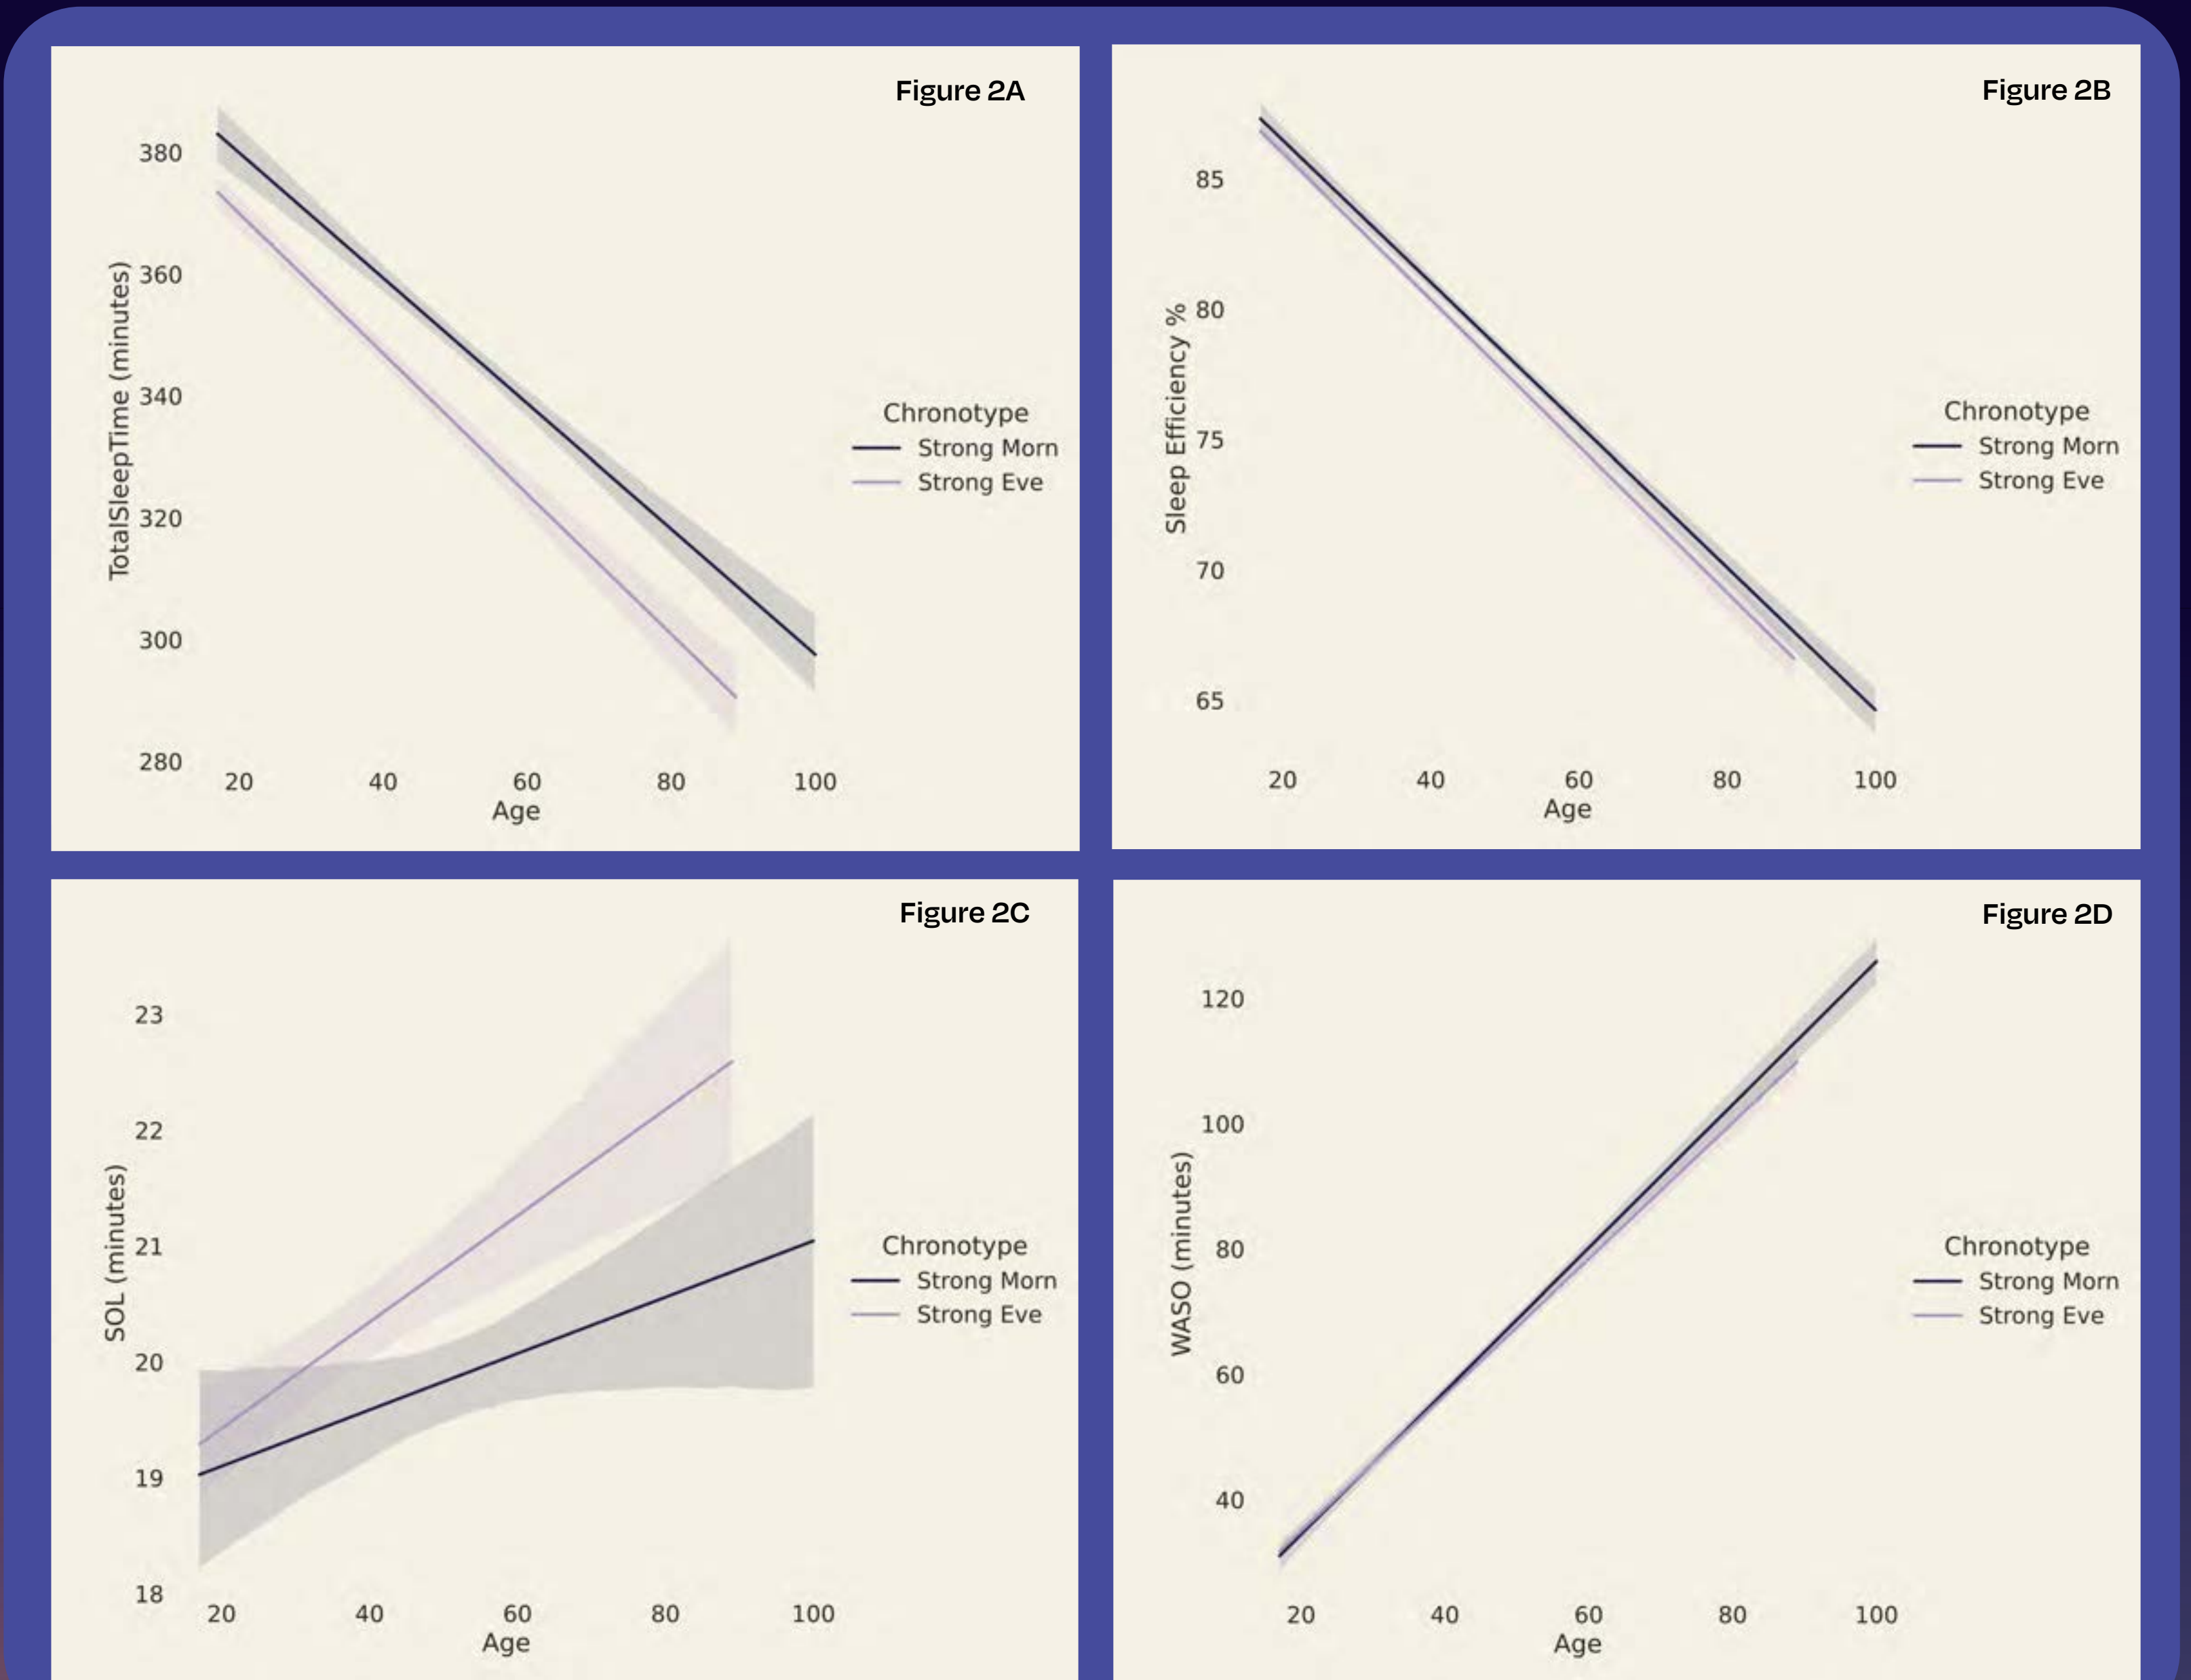 Figure 2A
380
360
340
320
300
280
TotalSleepTime (minutes)
20 40 60 80 100
Age
Chronotype
Strong Morn
Strong Eve
Figure 2B
85
80
75
70
65
Sleep Efficiency %
20 40 60 80 100
Age
Chronotype
Strong Morn
Strong Eve
Figure 2C
23
22
21
20
19
18
SOL (minutes)
20 40 60 80 100
Age
Chronotype
Strong Morn
Strong Eve
Figure 2D
120
100
80
60
40
WASO (minutes)
20 40 60 80 100
Age
Chronotype
Strong Morn
Strong Eve